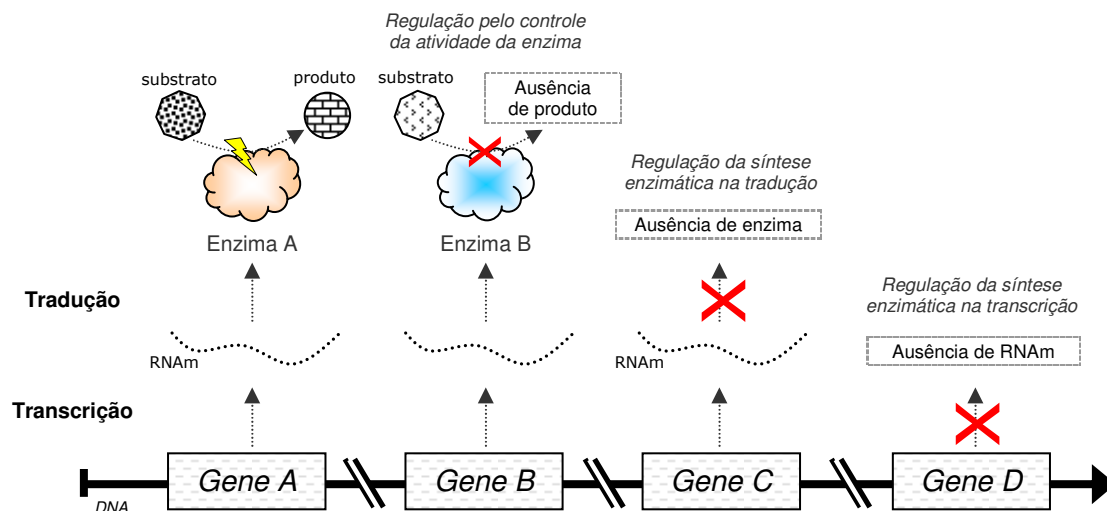 Regulação pelo controle
da atividade da enzima
substrato
produto
substrato
Ausência
de produto
Enzima A
Enzima B
Regulação da síntese
enzimática na tradução
Ausência de enzima
Tradução
Regulação da síntese
enzimática na transcrição
RNAm
RNAm
Ausência de RNAm
Transcrição
Gene A
Gene B
Gene C
Gene D
DNA